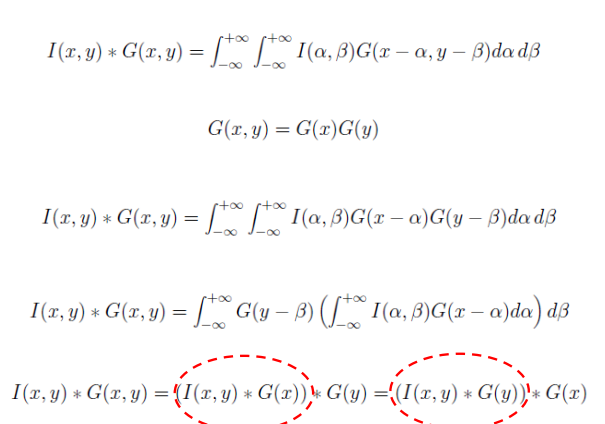 I(x, y) ∗ G(x, y) = ∫_{−∞}^{+∞} ∫_{−∞}^{+∞} I(α, β)G(x − α, y − β)dα dβ
G(x, y) = G(x)G(y)
I(x, y) ∗ G(x, y) = ∫_{−∞}^{+∞} ∫_{−∞}^{+∞} I(α, β)G(x − α)G(y − β)dα dβ
I(x, y) ∗ G(x, y) = ∫_{−∞}^{+∞} G(y − β) (∫_{−∞}^{+∞} I(α, β)G(x − α)dα) dβ
I(x, y) ∗ G(x, y) = (I(x, y) ∗ G(x)) ∗ G(y) = (I(x, y) ∗ G(y)) ∗ G(x)